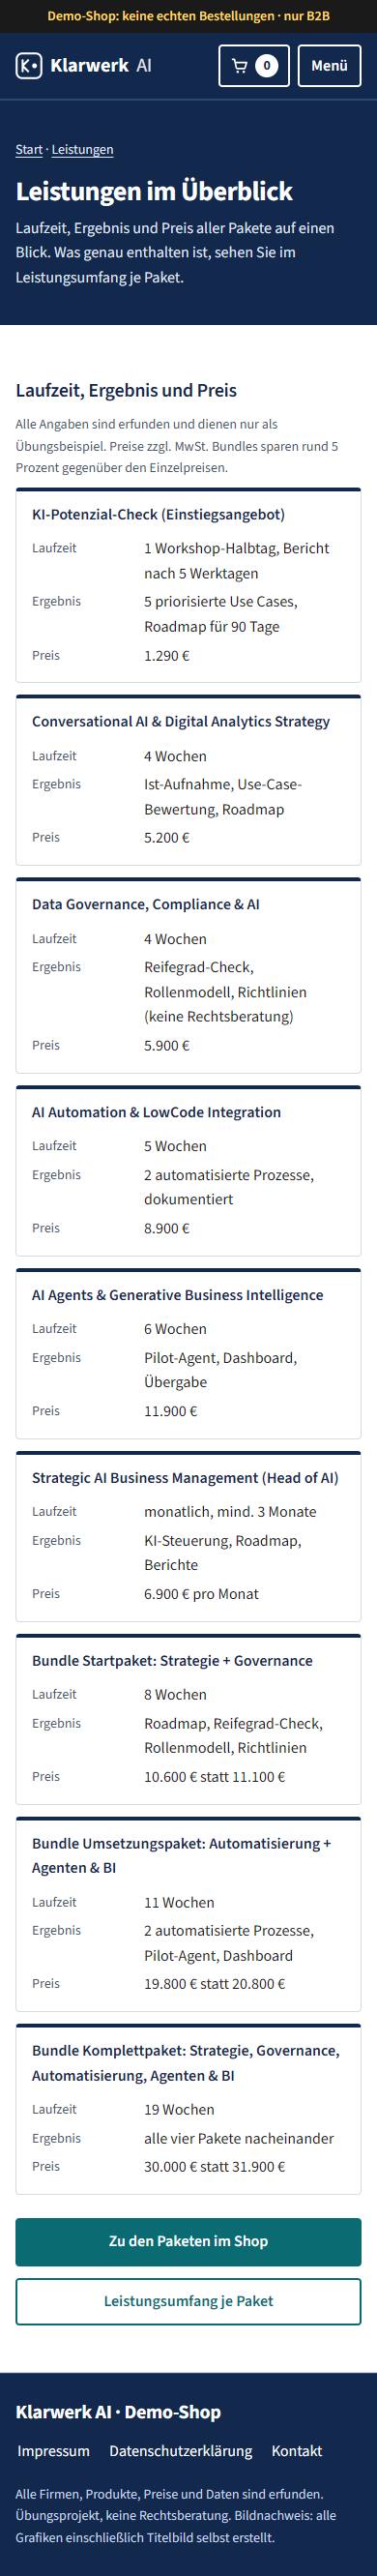 Demo-Shop: keine echten Bestellungen · nur B2B
Klarwerk AI
0
Menü
Start · Leistungen
Leistungen im Überblick
Laufzeit, Ergebnis und Preis aller Pakete auf einen
Blick. Was genau enthalten ist, sehen Sie im
Leistungsumfang je Paket.
Laufzeit, Ergebnis und Preis
Alle Angaben sind erfunden und dienen nur als
Übungsbeispiel. Preise zzgl. MwSt. Bundles sparen rund 5
Prozent gegenüber den Einzelpreisen.
KI-Potenzial-Check (Einstiegsangebot)
Laufzeit 1 Workshop-Halbtag, Bericht
nach 5 Werktagen
Ergebnis 5 priorisierte Use Cases,
Roadmap für 90 Tage
Preis 1.290 €
Conversational AI & Digital Analytics Strategy
Laufzeit 4 Wochen
Ergebnis Ist-Aufnahme, Use-Case-
Bewertung, Roadmap
Preis 5.200 €
Data Governance, Compliance & AI
Laufzeit 4 Wochen
Ergebnis Reifegrad-Check,
Rollenmodell, Richtlinien
(keine Rechtsberatung)
Preis 5.900 €
AI Automation & LowCode Integration
Laufzeit 5 Wochen
Ergebnis 2 automatisierte Prozesse,
dokumentiert
Preis 8.900 €
AI Agents & Generative Business Intelligence
Laufzeit 6 Wochen
Ergebnis Pilot-Agent, Dashboard,
Übergabe
Preis 11.900 €
Strategic AI Business Management (Head of AI)
Laufzeit monatlich, mind. 3 Monate
Ergebnis KI-Steuerung, Roadmap,
Berichte
Preis 6.900 € pro Monat
Bundle Startpaket: Strategie + Governance
Laufzeit 8 Wochen
Ergebnis Roadmap, Reifegrad-Check,
Rollenmodell, Richtlinien
Preis 10.600 € statt 11.100 €
Bundle Umsetzungspaket: Automatisierung +
Agenten & BI
Laufzeit 11 Wochen
Ergebnis 2 automatisierte Prozesse,
Pilot-Agent, Dashboard
Preis 19.800 € statt 20.800 €
Bundle Komplettpaket: Strategie, Governance,
Automatisierung, Agenten & BI
Laufzeit 19 Wochen
Ergebnis alle vier Pakete nacheinander
Preis 30.000 € statt 31.900 €
Zu den Paketen im Shop
Leistungsumfang je Paket
Klarwerk AI · Demo-Shop
Impressum Datenschutzerklärung Kontakt
Alle Firmen, Produkte, Preise und Daten sind erfunden.
Übungsprojekt, keine Rechtsberatung. Bildnachweis: alle
Grafiken einschließlich Titelbild selbst erstellt.